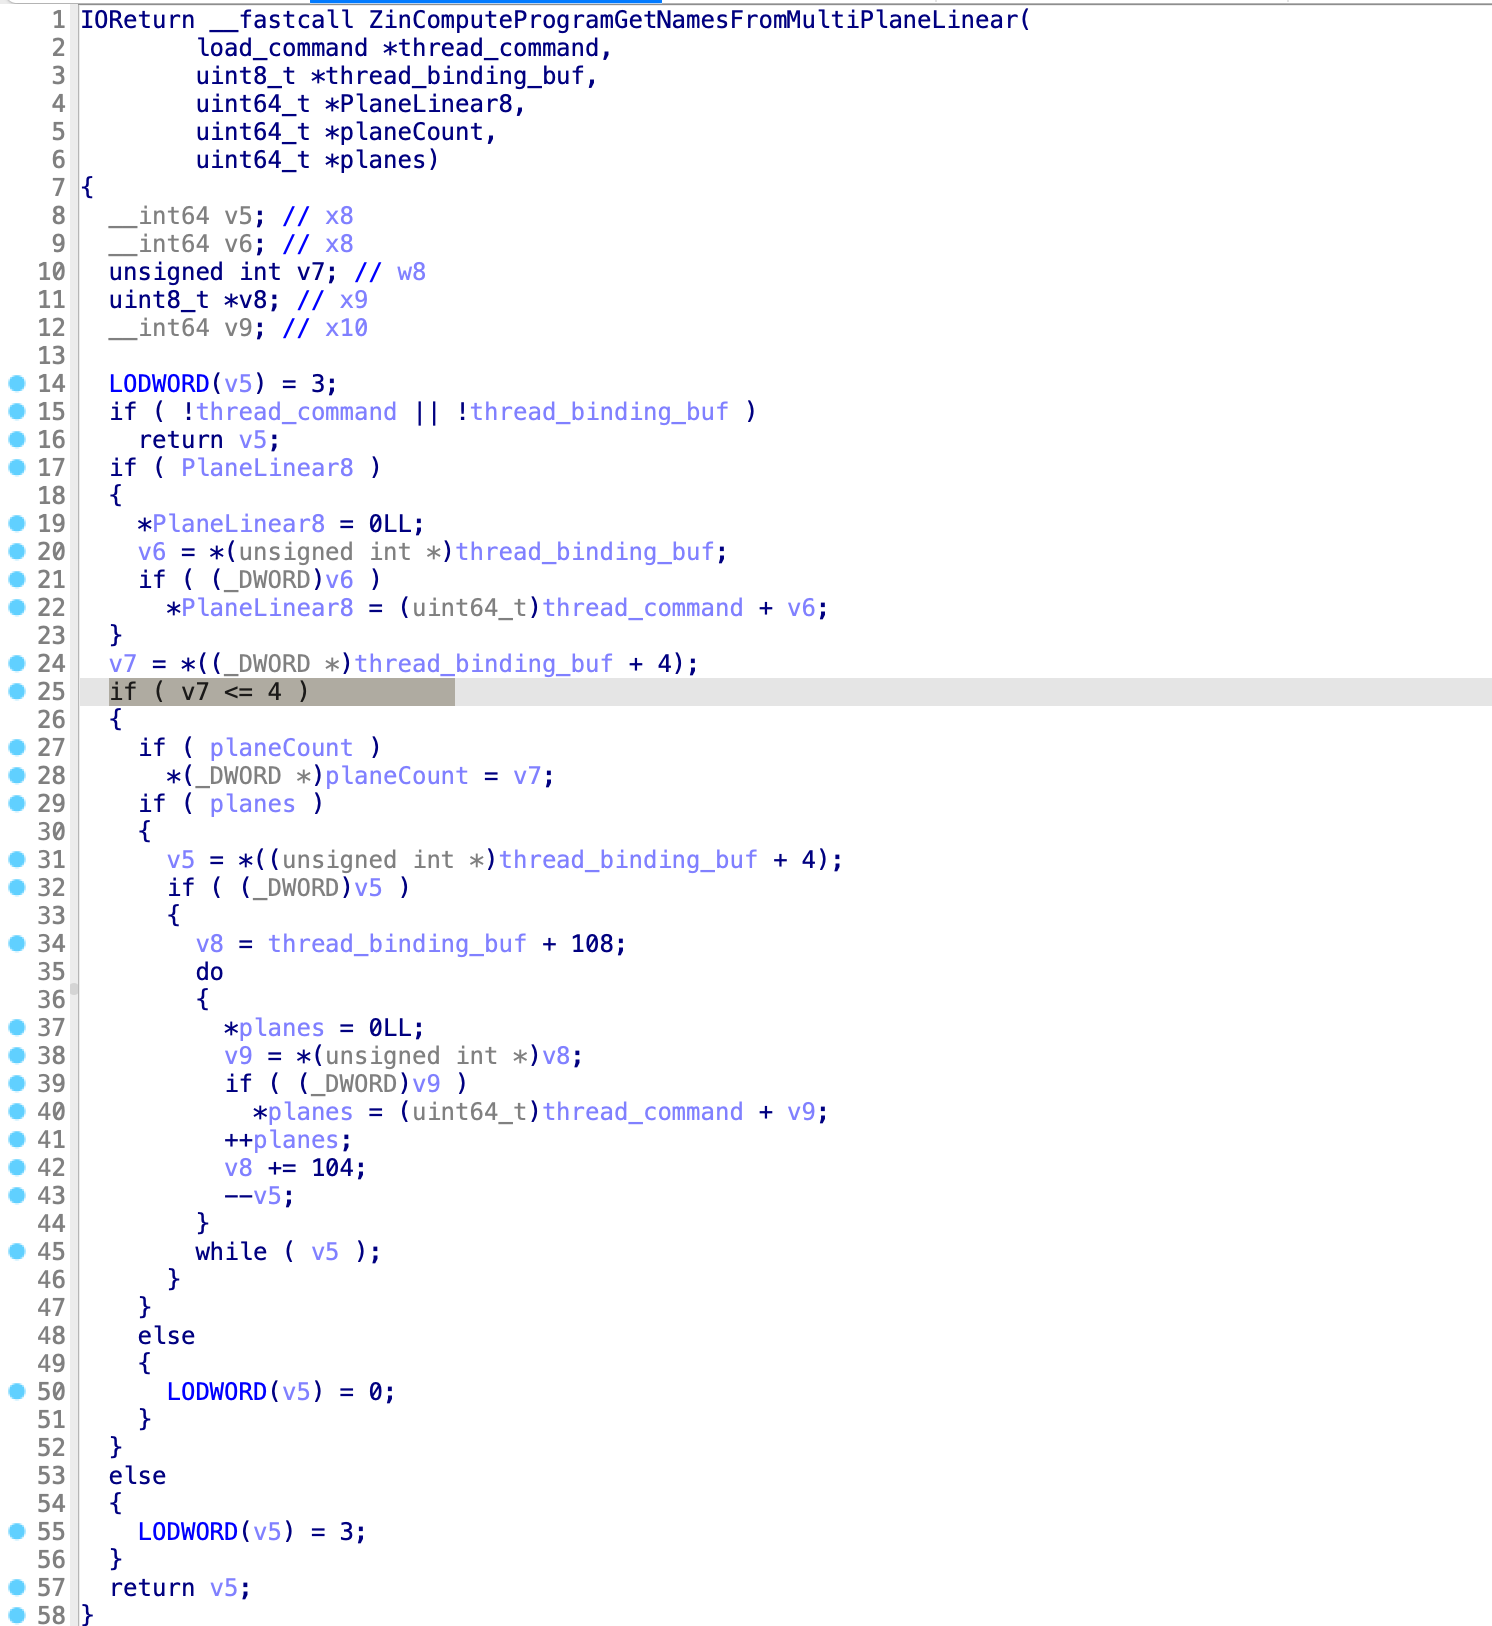 1 IOReturn __fastcall ZinComputeProgramGetNamesFromMultiPlaneLinear(
2         load_command *thread_command,
3         uint8_t *thread_binding_buf,
4         uint64_t *PlaneLinear8,
5         uint64_t *planeCount,
6         uint64_t *planes)
7 {
8   __int64 v5; // x8
9   __int64 v6; // x8
10   unsigned int v7; // w8
11   uint8_t *v8; // x9
12   __int64 v9; // x10
13
14   LODWORD(v5) = 3;
15   if ( !thread_command || !thread_binding_buf )
16     return v5;
17   if ( PlaneLinear8 )
18   {
19     *PlaneLinear8 = 0LL;
20     v6 = *(unsigned int *)thread_binding_buf;
21     if ( (_DWORD)v6 )
22       *PlaneLinear8 = (uint64_t)thread_command + v6;
23   }
24   v7 = *((_DWORD *)thread_binding_buf + 4);
25   if ( v7 <= 4 )
26   {
27     if ( planeCount )
28       *(_DWORD *)planeCount = v7;
29     if ( planes )
30     {
31       v5 = *((unsigned int *)thread_binding_buf + 4);
32       if ( (_DWORD)v5 )
33       {
34         v8 = thread_binding_buf + 108;
35         do
36         {
37           *planes = 0LL;
38           v9 = *(unsigned int *)v8;
39           if ( (_DWORD)v9 )
40             *planes = (uint64_t)thread_command + v9;
41           ++planes;
42           v8 += 104;
43           --v5;
44         }
45         while ( v5 );
46       }
47     }
48     else
49     {
50       LODWORD(v5) = 0;
51     }
52   }
53   else
54   {
55     LODWORD(v5) = 3;
56   }
57   return v5;
58 }